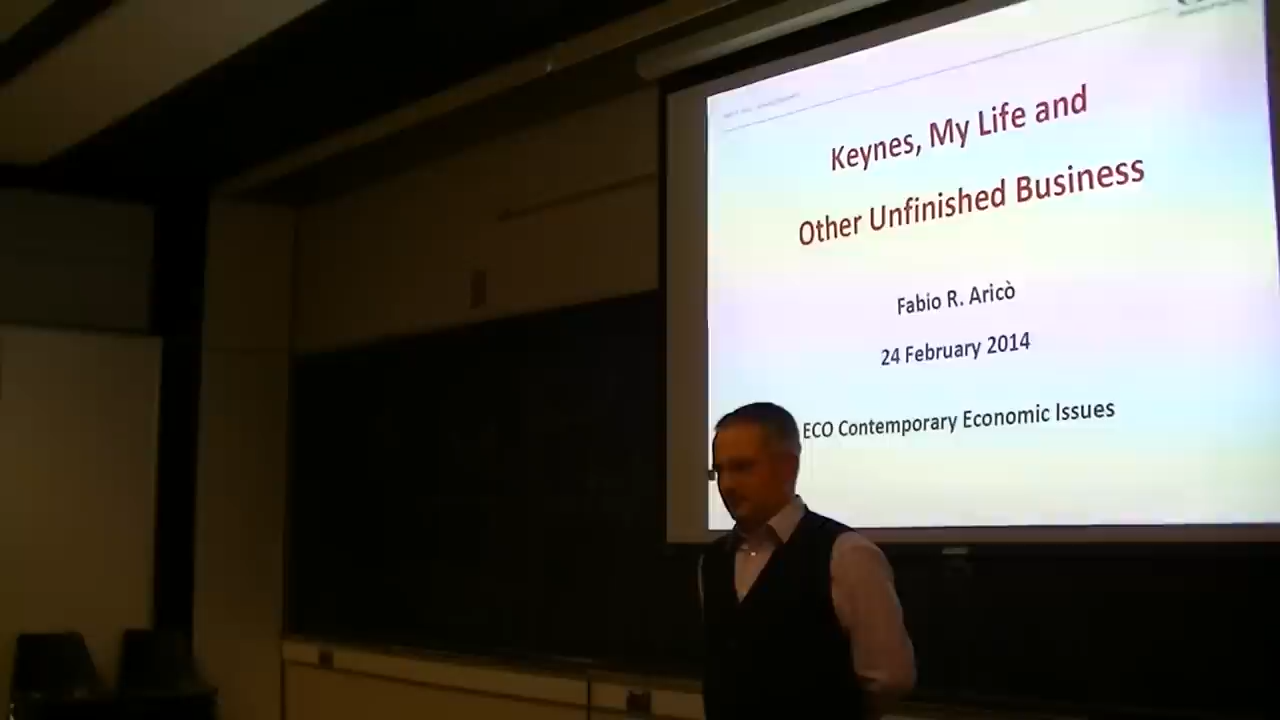 Keynes, My Life and
Other Unfinished Business
Fabio R. Aricò
24 February 2014
ECO Contemporary Economic Issues